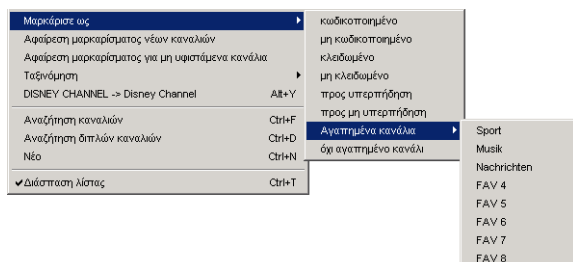 Μαρκάρισε ως
Αφαίρεση μαρκαρίσματος νέων καναλιών
Αφαίρεση μαρκαρίσματος για μη υφιστάμενα κανάλια
Ταξινόμηση
DISNEY CHANNEL -> Disney Channel Alt+Y
Αναζήτηση καναλιών Ctrl+F
Αναζήτηση διπλών καναλιών Ctrl+D
Νέο Ctrl+N
✔Διάσπαση λίστας Ctrl+T
κωδικοποιημένο
μη κωδικοποιημένο
κλειδωμένο
μη κλειδωμένο
προς υπερπήδηση
προς μη υπερπήδηση
Αγαπημένα κανάλια
όχι αγαπημένο κανάλι
Sport
Musik
Nachrichten
FAV 4
FAV 5
FAV 6
FAV 7
FAV 8